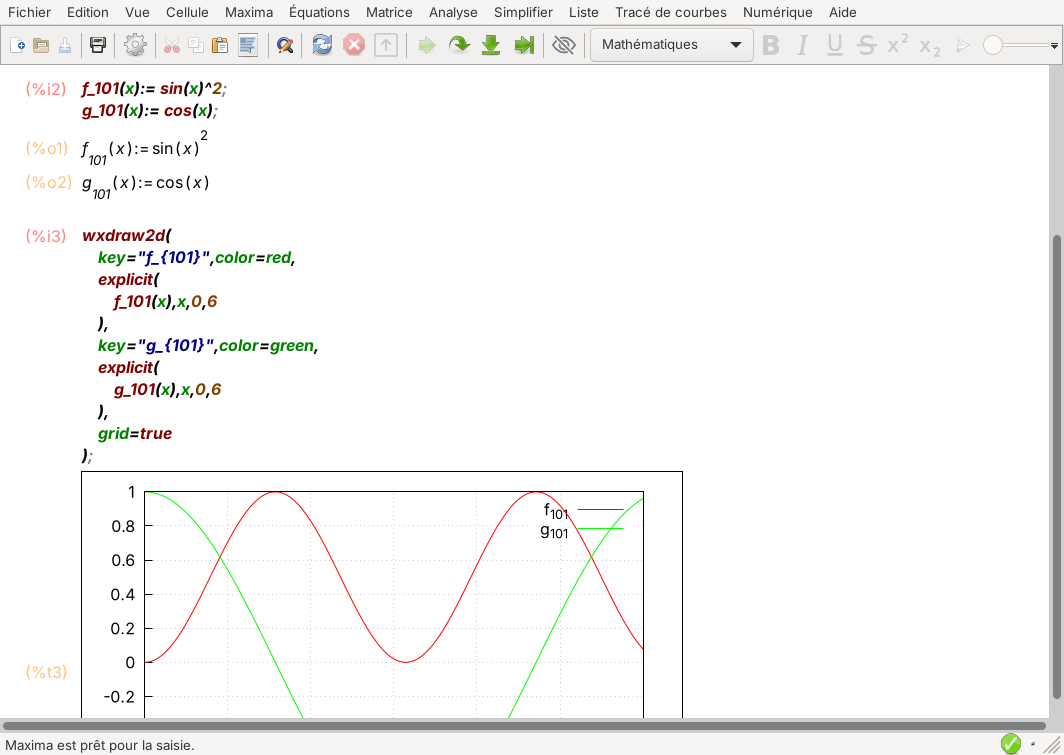 Fichier Edition Vue Cellule Maxima Équations Matrice Analyse Simplifier Liste Tracé de courbes Numérique Aide
Mathématiques B I U S x² x₂
(%i2) f_101(x):= sin(x)^2;
g_101(x):= cos(x);
(%o1) f₁₀₁(x):=sin(x)²
(%o2) g₁₀₁(x):=cos(x)
(%i3) wxdraw2d(
key="f_{101}",color=red,
explicit(
f_101(x),x,0,6
),
key="g_{101}",color=green,
explicit(
g_101(x),x,0,6
),
grid=true
);
1
f₁₀₁
0.8
g₁₀₁
0.6
0.4
0.2
(%t3) 0
-0.2
Maxima est prêt pour la saisie.